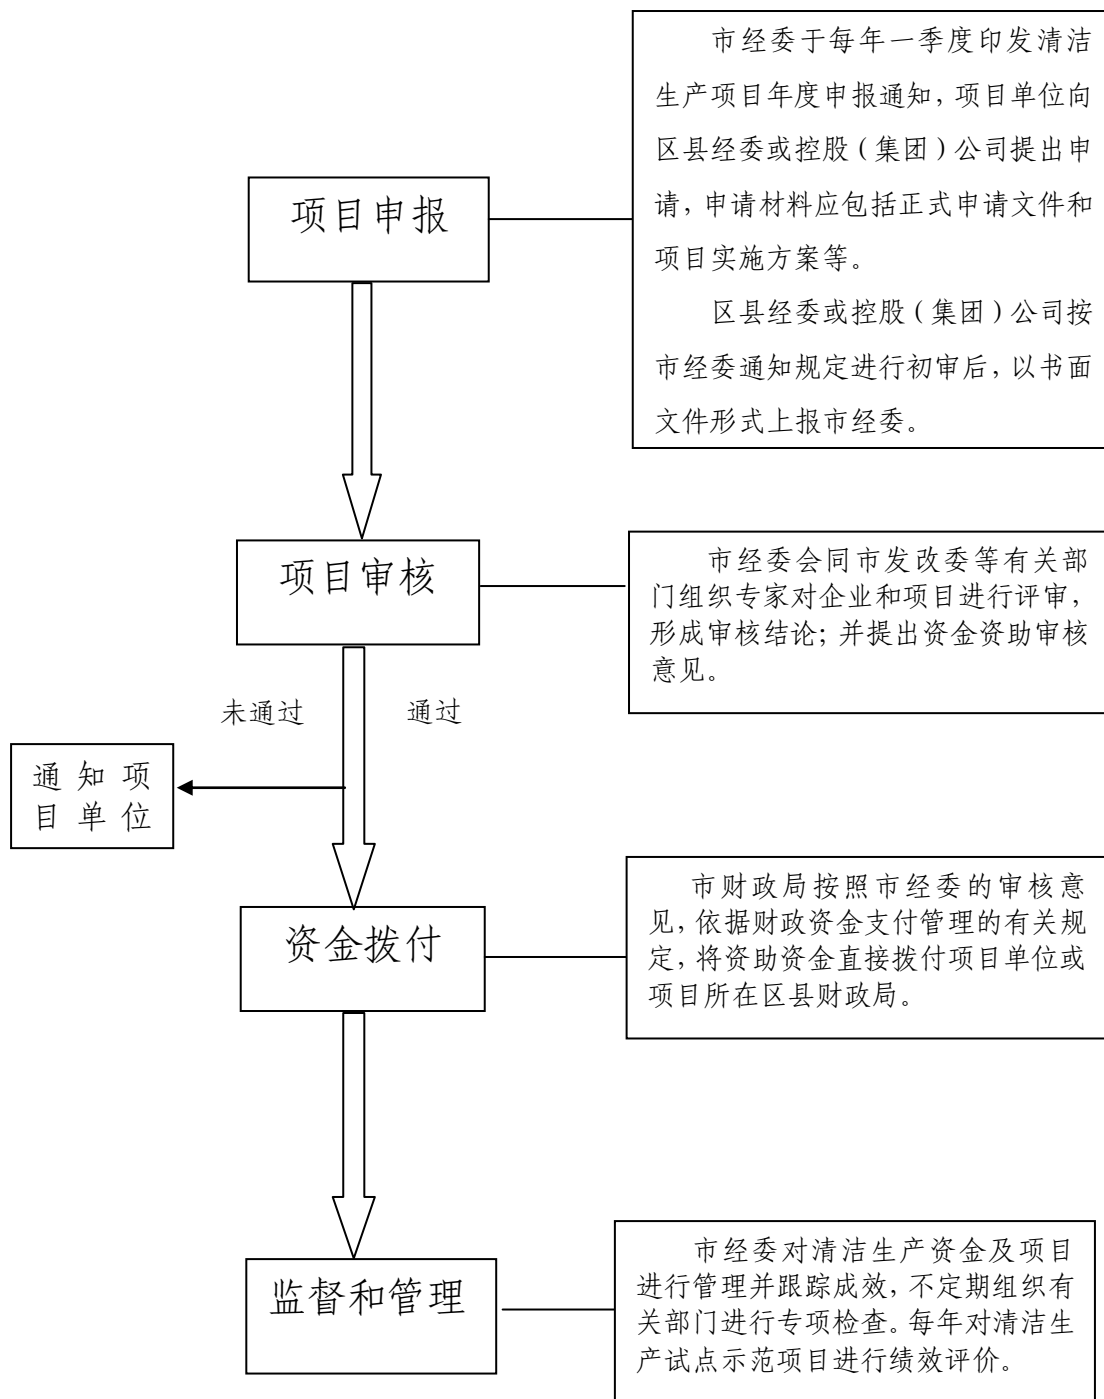 市经委于每年一季度印发清洁
生产项目年度申报通知，项目单位向
区县经委或控股（集团）公司提出申
请，申请材料应包括正式申请文件和
项目实施方案等。
区县经委或控股（集团）公司按
市经委通知规定进行初审后，以书面
文件形式上报市经委。
项目申报
项目审核
市经委会同市发改委等有关部
门组织专家对企业和项目进行评审，
形成审核结论；并提出资金资助审核
意见。
未通过
通过
通知项
目单位
资金拨付
市财政局按照市经委的审核意
见，依据财政资金支付管理的有关规
定，将资助资金直接拨付项目单位或
项目所在区县财政局。
监督和管理
市经委对清洁生产资金及项目
进行管理并跟踪成效，不定期组织有
关部门进行专项检查。每年对清洁生
产试点示范项目进行绩效评价。